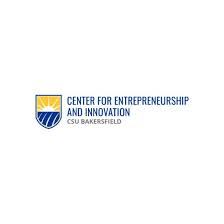 CENTER FOR ENTREPRENEURSHIP
AND INNOVATION
CSU BAKERSFIELD